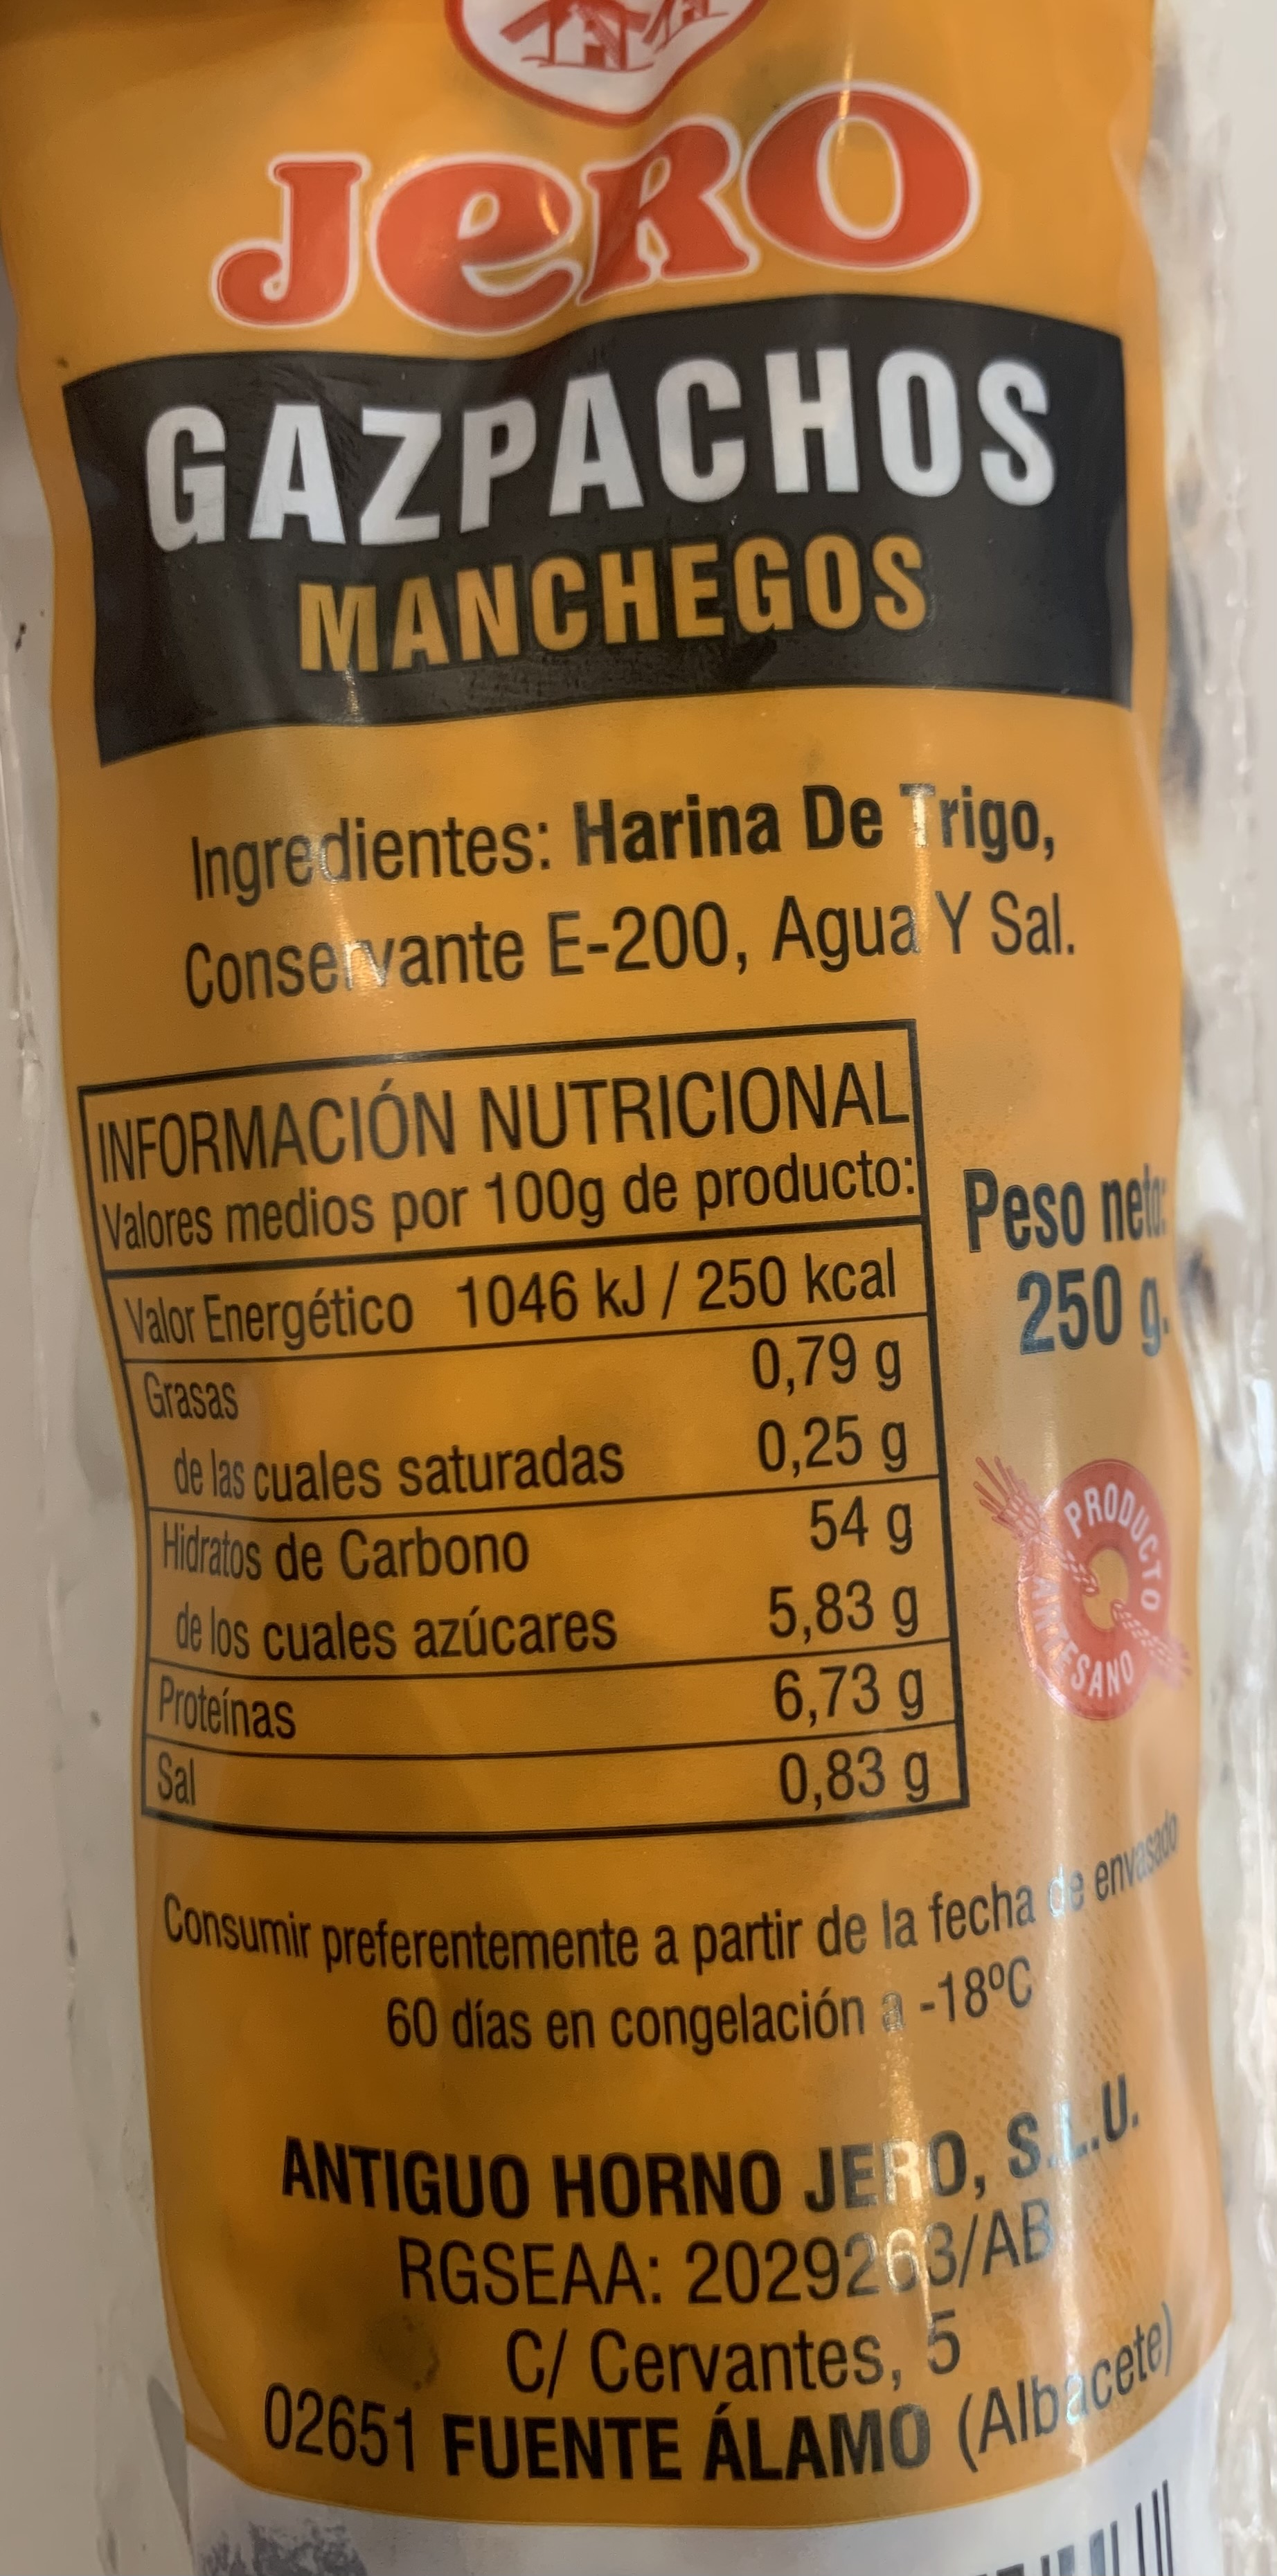 JeRO
GAZPACHOS
MANCHEGOS
Ingredientes: Harina De Trigo,
Conservante E-200, Agua Y Sal.
INFORMACIÓN NUTRICIONAL
Valores medios por 100g de producto:
Valor Energético 1046 kJ / 250 kcal
Grasas 0,79 g
de las cuales saturadas 0,25 g
Hidratos de Carbono 54 g
de los cuales azúcares 5,83 g
Proteínas 6,73 g
Sal 0,83 g
Peso neto:
250 g.
PRODUCTO
ARTESANO
Consumir preferentemente a partir de la fecha de envasado
60 días en congelación a -18ºC
ANTIGUO HORNO JERO, S.L.U.
RGSEAA: 2029263/AB
C/ Cervantes, 5
02651 FUENTE ÁLAMO (Albacete)